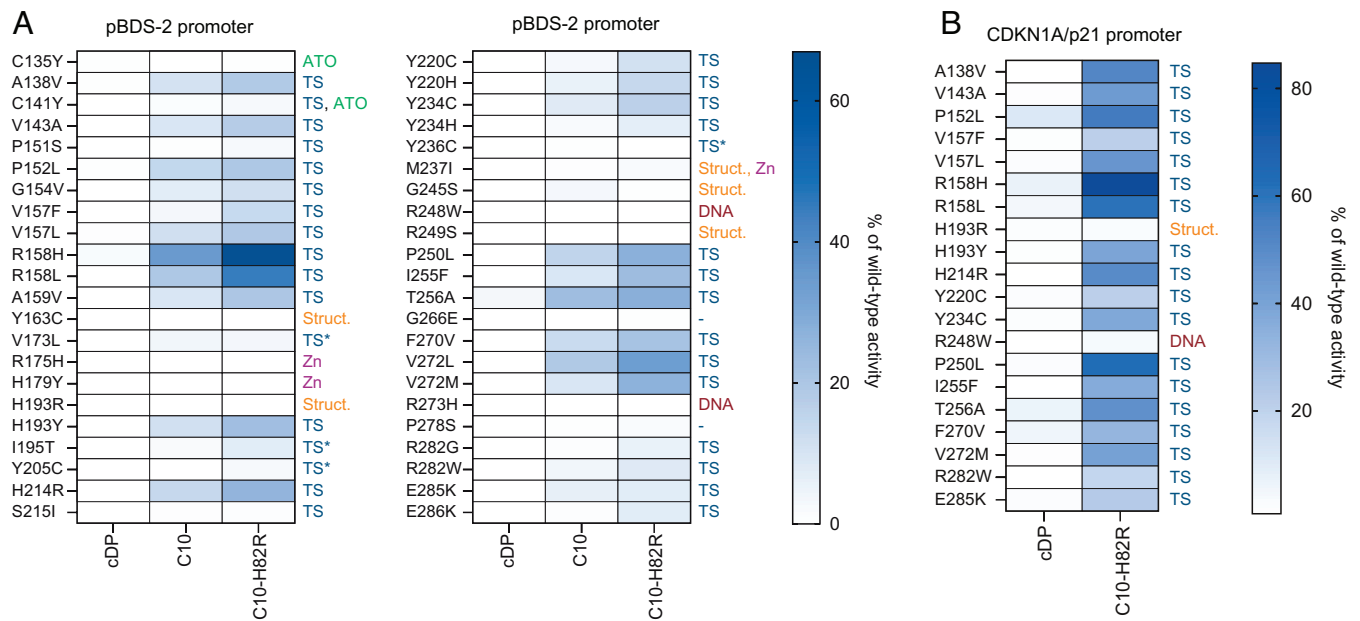 A
pBDS-2 promoter
C135Y ATO
A138V TS
C141Y TS, ATO
V143A TS
P151S TS
P152L TS
G154V TS
V157F TS
V157L TS
R158H TS
R158L TS
A159V TS
Y163C Struct.
V173L TS*
R175H Zn
H179Y Zn
H193R Struct.
H193Y TS
I195T TS*
Y205C TS*
H214R TS
S215I TS
cDP
C10
C10-H82R
pBDS-2 promoter
Y220C TS
Y220H TS
Y234C TS
Y234H TS
Y236C TS*
M237I Struct., Zn
G245S Struct.
R248W DNA
R249S Struct.
P250L TS
I255F TS
T256A TS
G266E -
F270V TS
V272L TS
V272M TS
R273H DNA
P278S -
R282G TS
R282W TS
E285K TS
E286K TS
cDP
C10
C10-H82R
60
40
20
0
% of wild-type activity
B
CDKN1A/p21 promoter
A138V TS
V143A TS
P152L TS
V157F TS
V157L TS
R158H TS
R158L TS
H193R Struct.
H193Y TS
H214R TS
Y220C TS
Y234C TS
R248W DNA
P250L TS
I255F TS
T256A TS
F270V TS
V272M TS
R282W TS
E285K TS
cDP
C10-H82R
80
60
40
20
% of wild-type activity